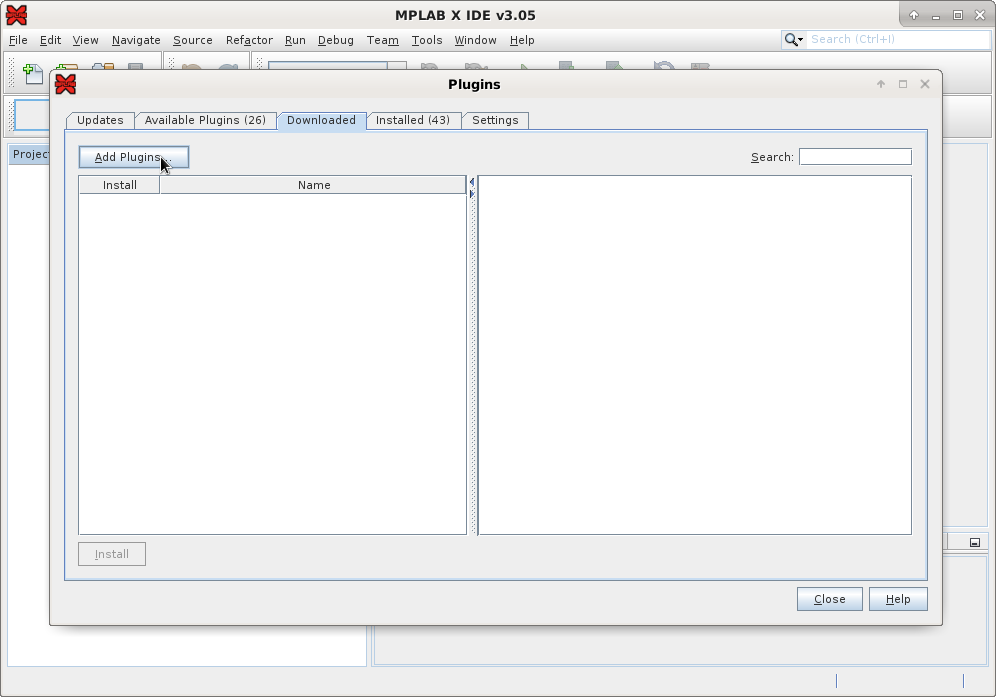 MPLAB X IDE v3.05
File Edit View Navigate Source Refactor Run Debug Team Tools Window Help
Search (Ctrl+I)
Plugins
Updates
Available Plugins (26)
Downloaded
Installed (43)
Settings
Projec
Add Plugins...
Search:
Install
Name
Install
Close
Help